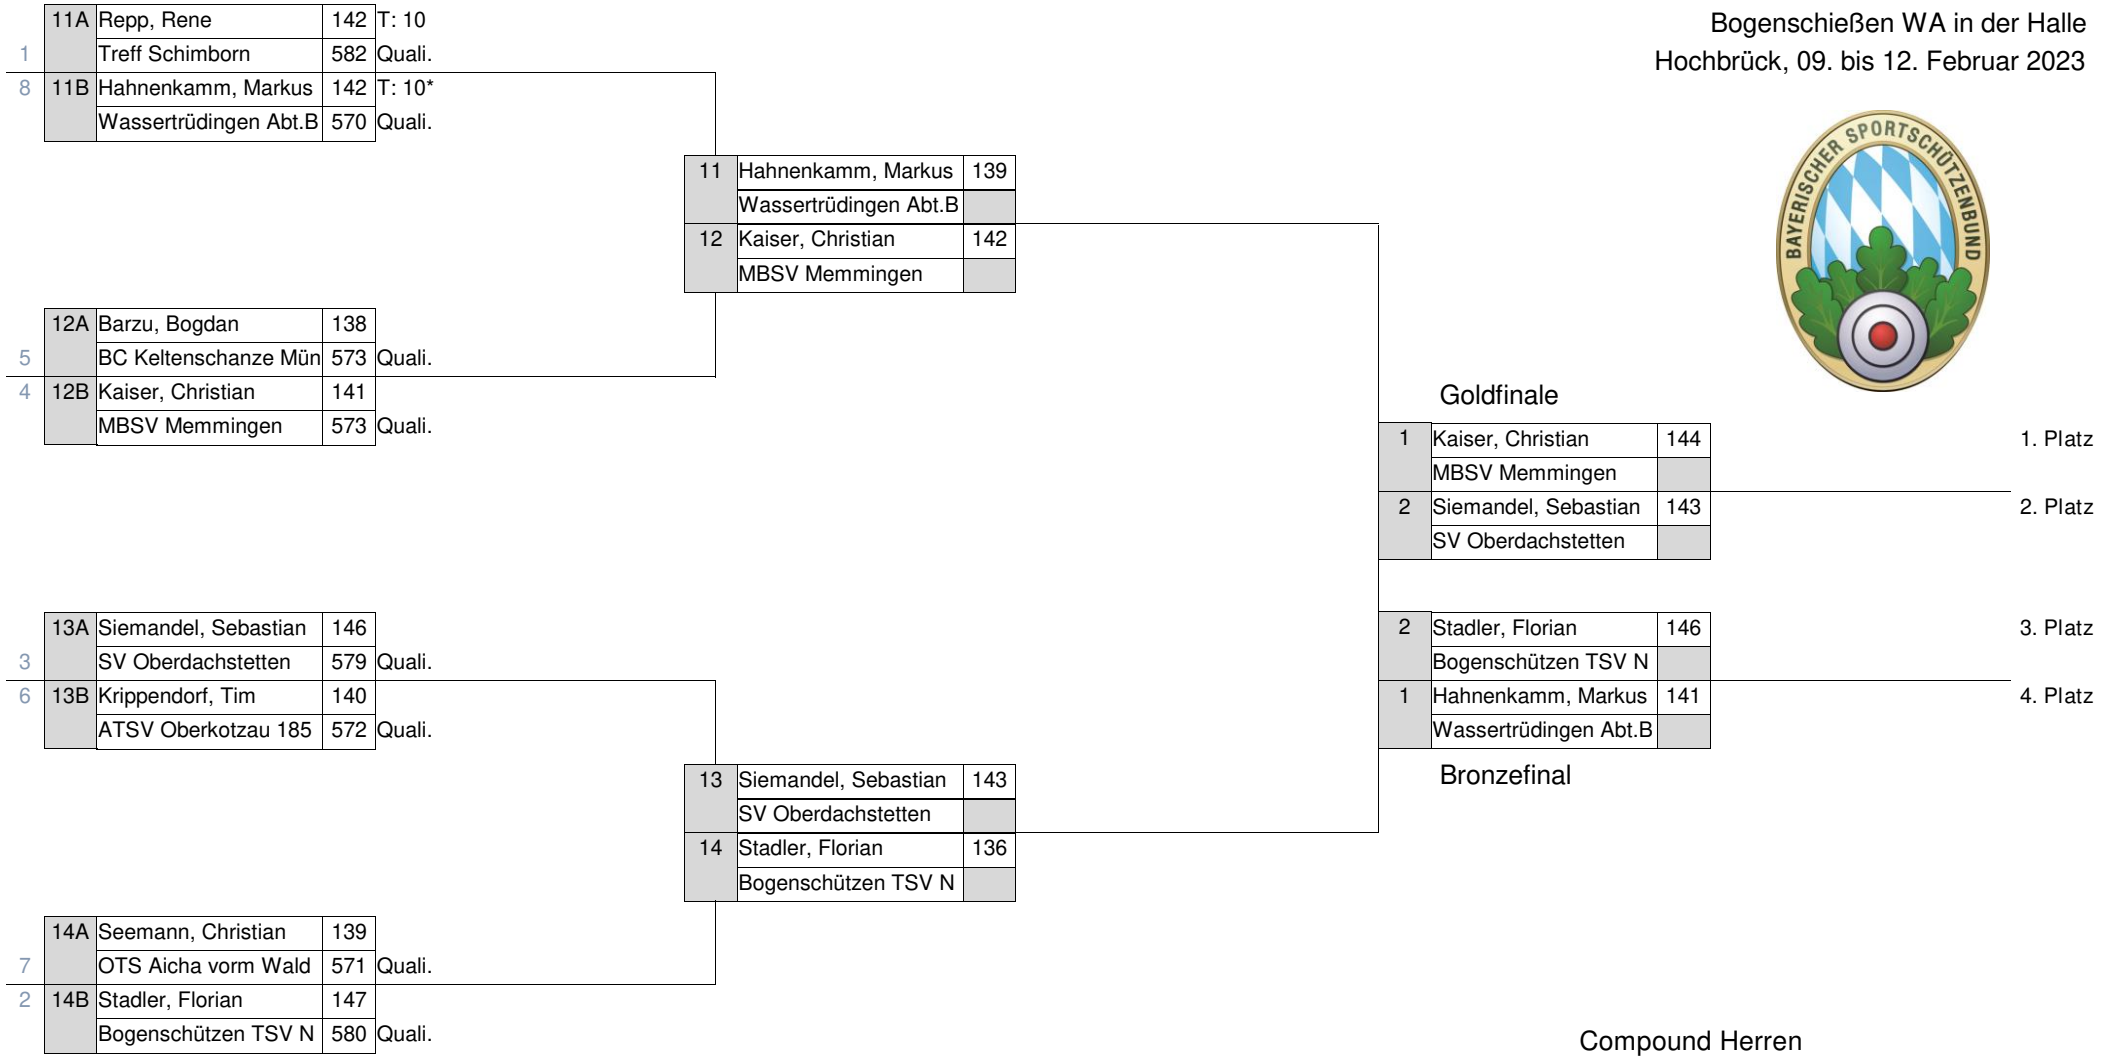 Bogenschießen WA in der Halle
Hochbrück, 09. bis 12. Februar 2023
BAYERISCHER SPORTSCHÜTZENBUND
11A Repp, Rene 142 T: 10
1 Treff Schimborn 582 Quali.
8 11B Hahnenkamm, Markus 142 T: 10*
Wassertrüdingen Abt.B 570 Quali.
11 Hahnenkamm, Markus 139
Wassertrüdingen Abt.B
12 Kaiser, Christian 142
MBSV Memmingen
12A Barzu, Bogdan 138
5 BC Keltenschanze Mün 573 Quali.
4 12B Kaiser, Christian 141
MBSV Memmingen 573 Quali.
Goldfinale
1 Kaiser, Christian 144 1. Platz
MBSV Memmingen
2 Siemandel, Sebastian 143 2. Platz
SV Oberdachstetten
13A Siemandel, Sebastian 146
3 SV Oberdachstetten 579 Quali.
6 13B Krippendorf, Tim 140
ATSV Oberkotzau 185 572 Quali.
2 Stadler, Florian 146 3. Platz
Bogenschützen TSV N
1 Hahnenkamm, Markus 141 4. Platz
Wassertrüdingen Abt.B
Bronzefinal
13 Siemandel, Sebastian 143
SV Oberdachstetten
14 Stadler, Florian 136
Bogenschützen TSV N
14A Seemann, Christian 139
7 OTS Aicha vorm Wald 571 Quali.
2 14B Stadler, Florian 147
Bogenschützen TSV N 580 Quali.
Compound Herren